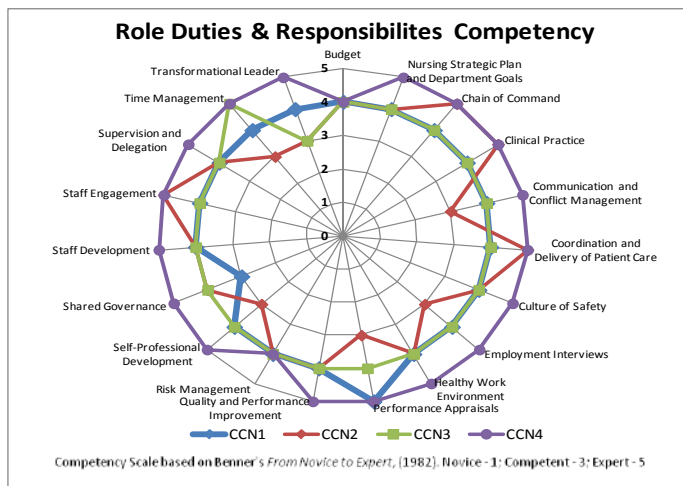 Role Duties & Responsibilites Competency
Budget
Nursing Strategic Plan
and Department Goals
Chain of Command
Clinical Practice
Communication and
Conflict Management
Coordination and
Delivery of Patient Care
Culture of Safety
Employment Interviews
Healthy Work
Environment
Performance Appraisals
Quality and Performance
Improvement
Risk Management
Self-Professional
Development
Shared Governance
Staff Development
Staff Engagement
Supervision and
Delegation
Time Management
Transformational Leader
5
4
3
2
1
0
CCN1 CCN2 CCN3 CCN4
Competency Scale based on Benner's From Novice to Expert, (1982). Novice - 1; Competent - 3; Expert - 5